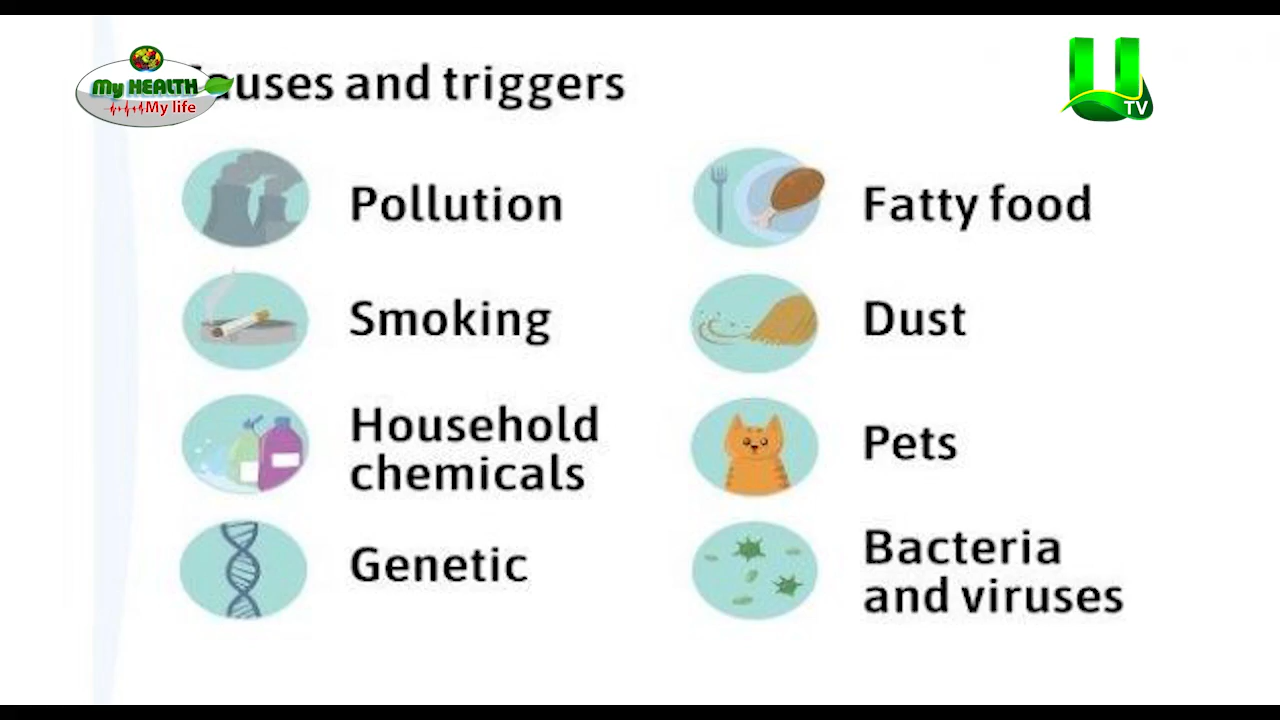 My HEALTH
My life
auses and triggers
U
TV
Pollution
Smoking
Household
chemicals
Genetic
Fatty food
Dust
Pets
Bacteria
and viruses